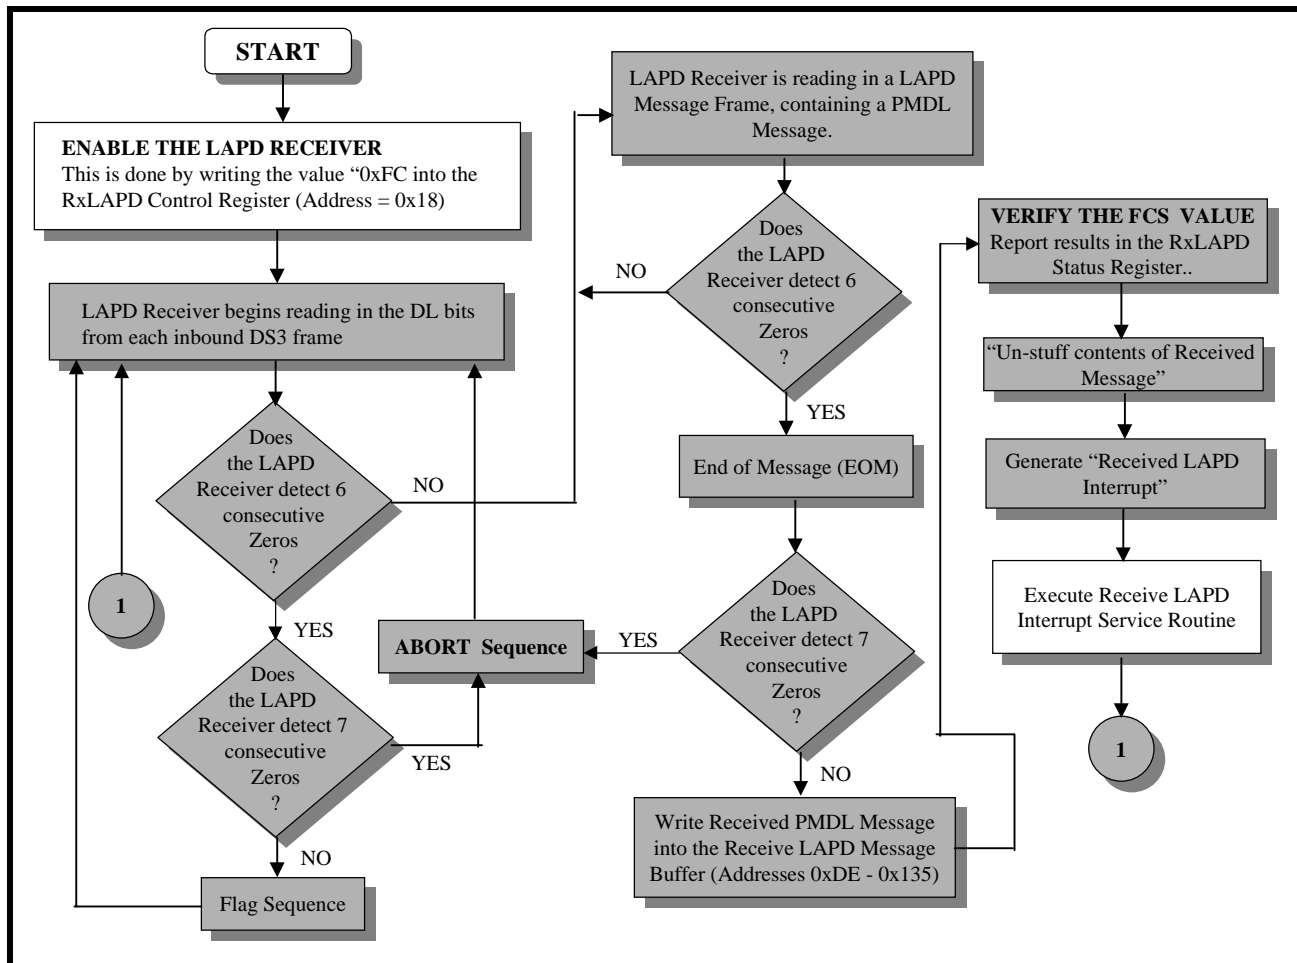 START
ENABLE THE LAPD RECEIVER
This is done by writing the value “0xFC into the
RxLAPD Control Register (Address = 0x18)
LAPD Receiver begins reading in the DL bits
from each inbound DS3 frame
Does
the LAPD
Receiver detect 6
consecutive
Zeros
?
NO
YES
1
Does
the LAPD
Receiver detect 7
consecutive
Zeros
?
YES
NO
Flag Sequence
ABORT Sequence
LAPD Receiver is reading in a LAPD
Message Frame, containing a PMDL
Message.
Does
the LAPD
Receiver detect 6
consecutive
Zeros
?
NO
YES
End of Message (EOM)
Does
the LAPD
Receiver detect 7
consecutive
Zeros
?
YES
NO
Write Received PMDL Message
into the Receive LAPD Message
Buffer (Addresses 0xDE - 0x135)
VERIFY THE FCS VALUE
Report results in the RxLAPD
Status Register..
“Un-stuff contents of Received
Message”
Generate “Received LAPD
Interrupt”
Execute Receive LAPD
Interrupt Service Routine
1